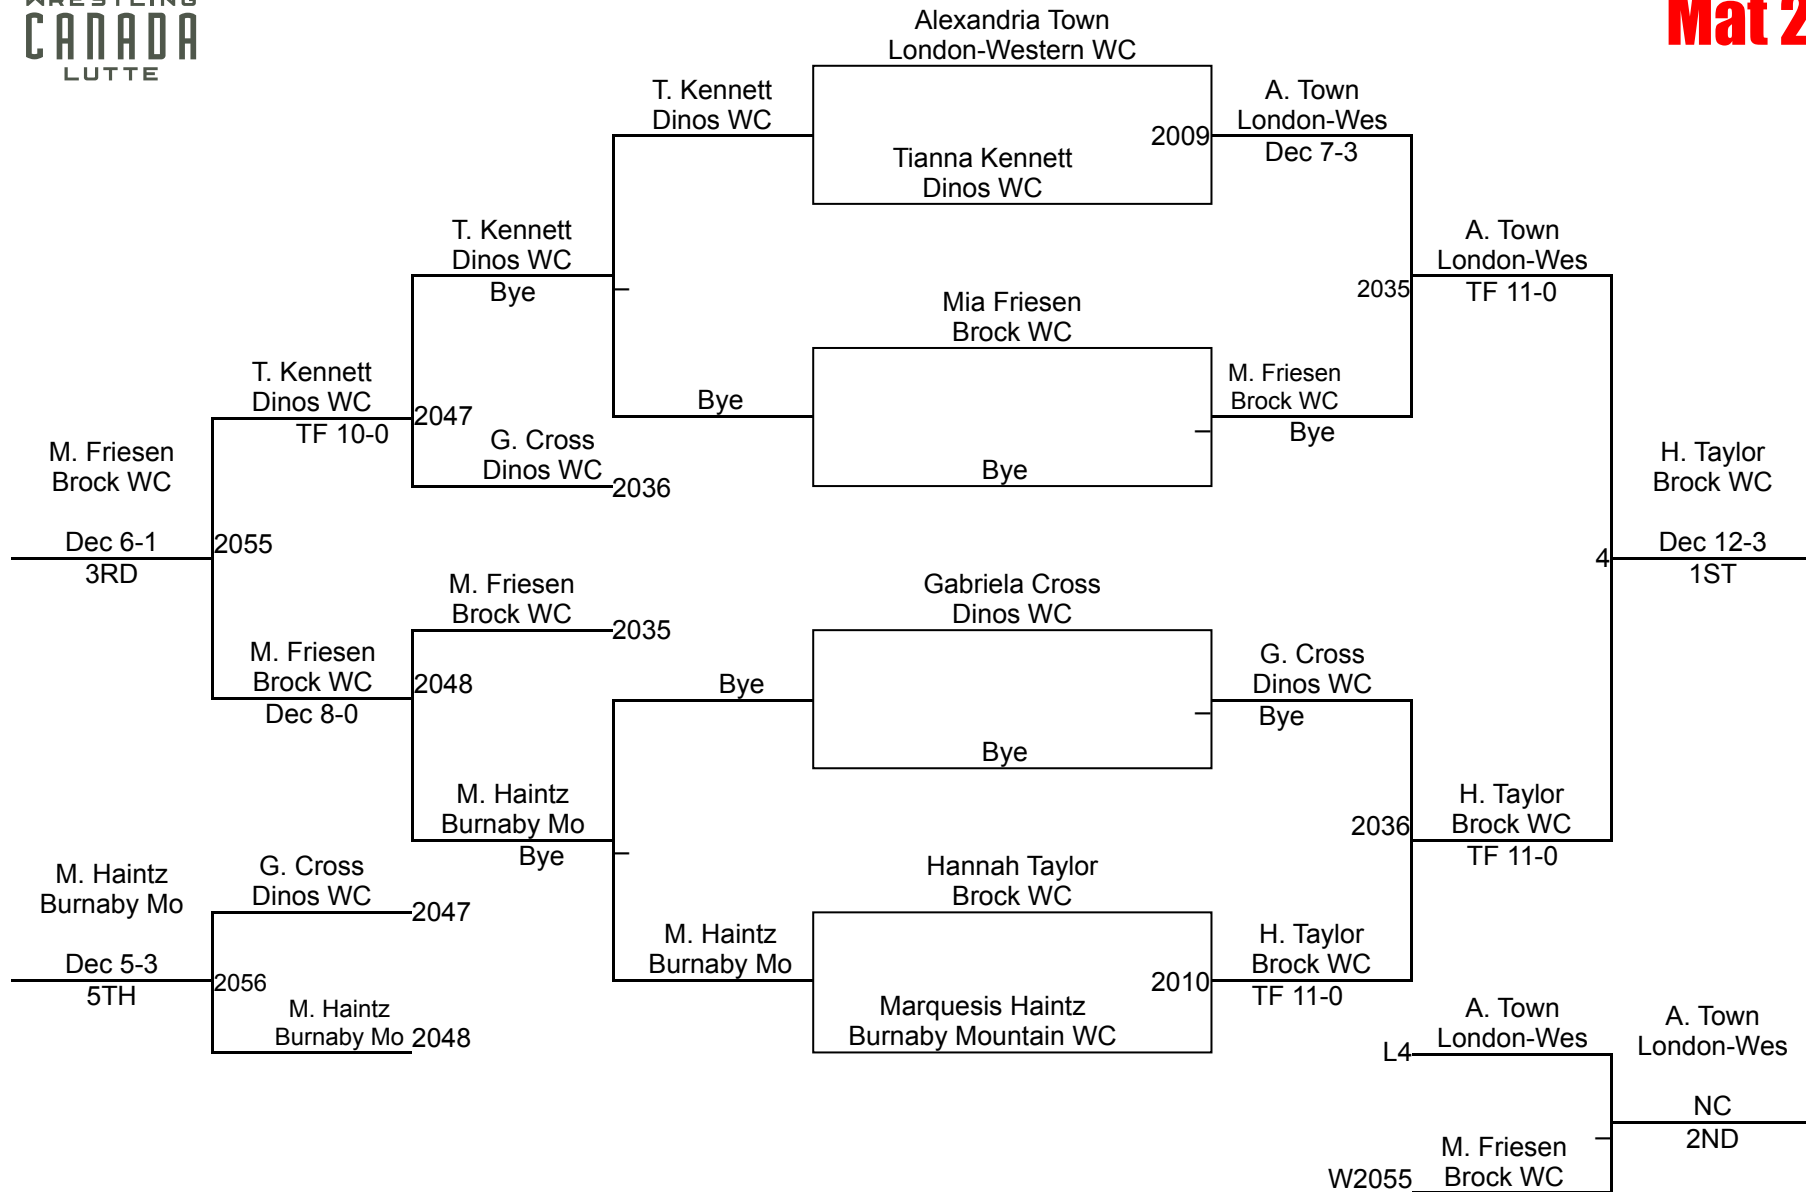 WRESTLING
CANADA
LUTTE
Mat 2
Alexandria Town
London-Western WC
T. Kennett
Dinos WC
A. Town
London-Wes
2009
Dec 7-3
Tianna Kennett
Dinos WC
T. Kennett
Dinos WC
Bye
A. Town
London-Wes
TF 11-0
2035
Mia Friesen
Brock WC
T. Kennett
Dinos WC
TF 10-0
2047
Bye
M. Friesen
Brock WC
Bye
G. Cross
Dinos WC
2036
Bye
M. Friesen
Brock WC
Dec 6-1
3RD
2055
H. Taylor
Brock WC
4
Dec 12-3
1ST
M. Friesen
Brock WC
2035
Gabriela Cross
Dinos WC
M. Friesen
Brock WC
Dec 8-0
2048
Bye
G. Cross
Dinos WC
Bye
Bye
M. Haintz
Burnaby Mo
Bye
2036
H. Taylor
Brock WC
TF 11-0
M. Haintz
Burnaby Mo
Dec 5-3
5TH
G. Cross
Dinos WC
2047
2056
M. Haintz
Burnaby Mo
2048
Hannah Taylor
Brock WC
M. Haintz
Burnaby Mo
2010
H. Taylor
Brock WC
TF 11-0
Marquesis Haintz
Burnaby Mountain WC
A. Town
London-Wes
L4
A. Town
London-Wes
NC
2ND
M. Friesen
Brock WC
W2055